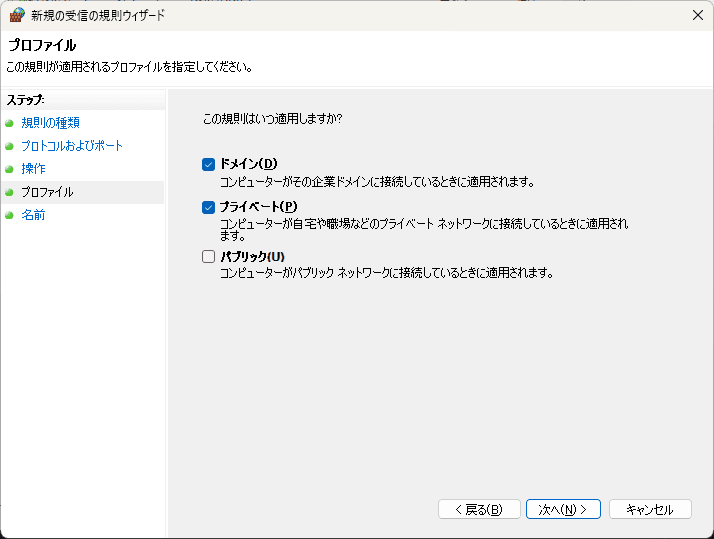 新規の受信の規則ウィザード
プロファイル
この規則が適用されるプロファイルを指定してください。
ステップ:
規則の種類
プロトコルおよびポート
操作
プロファイル
名前
この規則はいつ適用しますか?
ドメイン(D)
コンピューターがその企業ドメインに接続しているときに適用されます。
プライベート(P)
コンピューターが自宅や職場などのプライベート ネットワークに接続しているときに適用され
ます。
パブリック(U)
コンピューターがパブリック ネットワークに接続しているときに適用されます。
< 戻る(B)
次へ(N) >
キャンセル